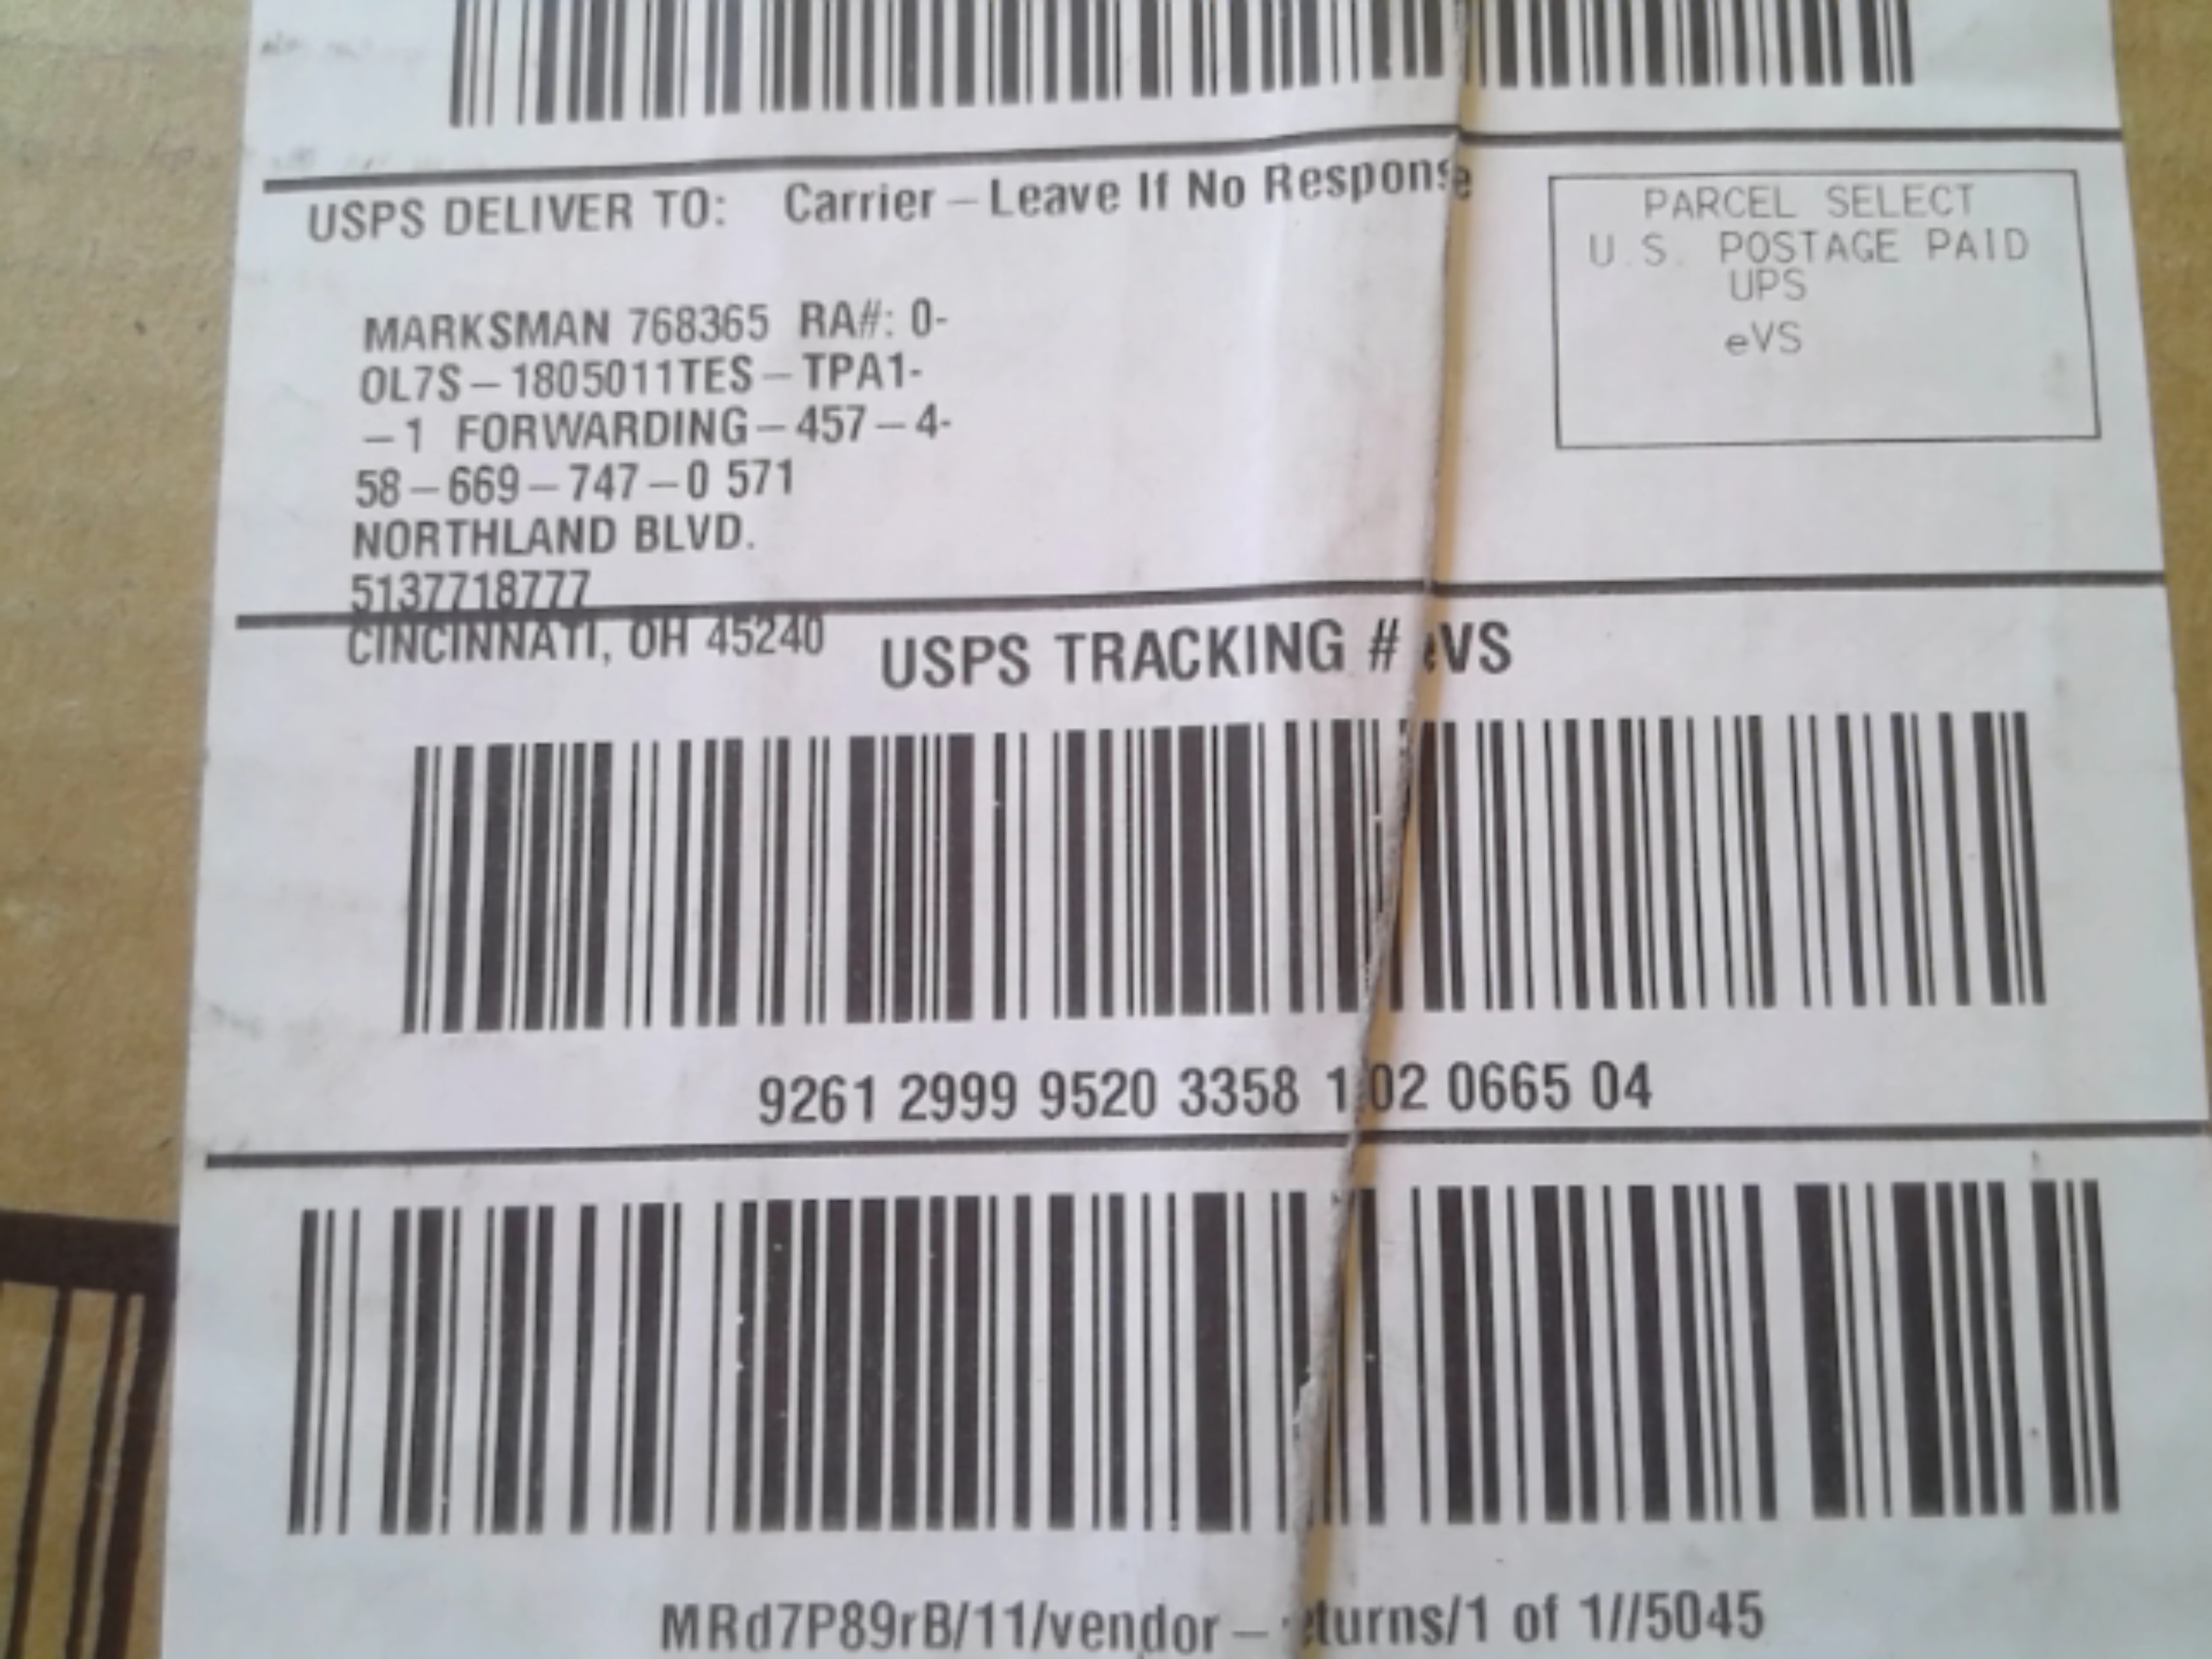 USPS DELIVER TO: Carrier – Leave If No Response
PARCEL SELECT
U.S. POSTAGE PAID
UPS
eVS
MARKSMAN 768365 RA#: 0-
OL7S – 1805011TES – TPA1-
– 1 FORWARDING – 457 – 4-
58 – 669 – 747 – 0 571
NORTHLAND BLVD.
5137718777
CINCINNATI, OH 45240
USPS TRACKING # eVS
9261 2999 9520 3358 1 02 0665 04
MRd7P89rB/11/vendor – returns/1 of 1//5045